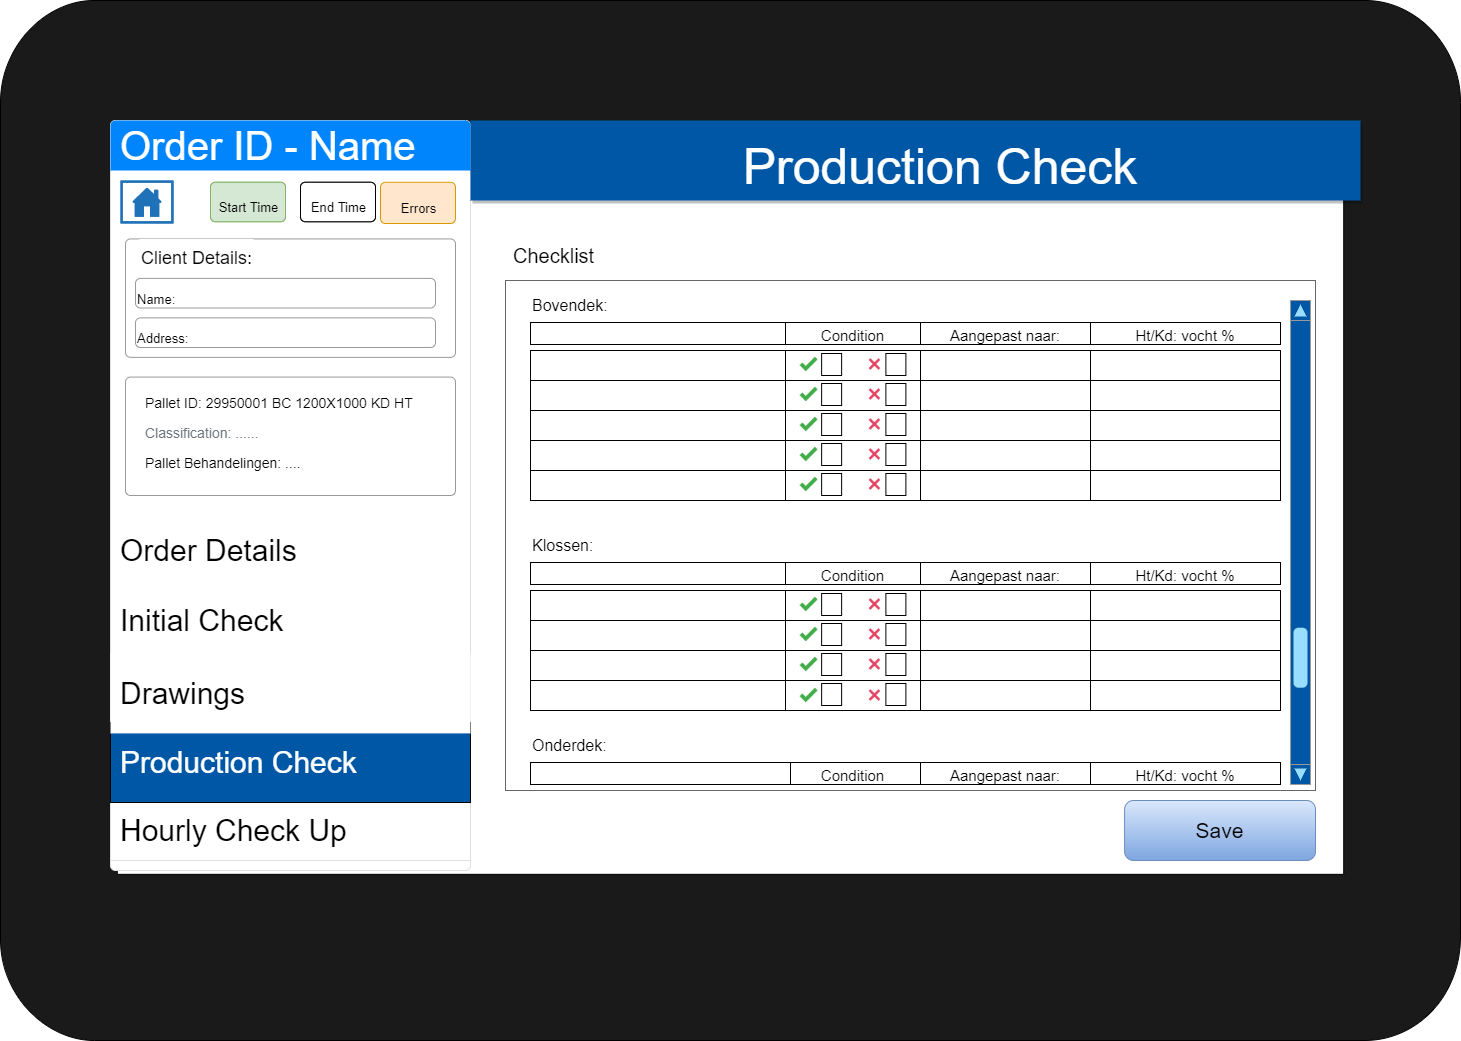 Order ID - Name
Production Check
Start Time
End Time
Errors
Client Details:
Name:
Address:
Pallet ID: 29950001 BC 1200X1000 KD HT
Classification: ......
Pallet Behandelingen: ....
Order Details
Initial Check
Drawings
Production Check
Hourly Check Up
Checklist
Bovendek:
Condition Aangepast naar: Ht/Kd: vocht %
Klossen:
Condition Aangepast naar: Ht/Kd: vocht %
Onderdek:
Condition Aangepast naar: Ht/Kd: vocht %
Save